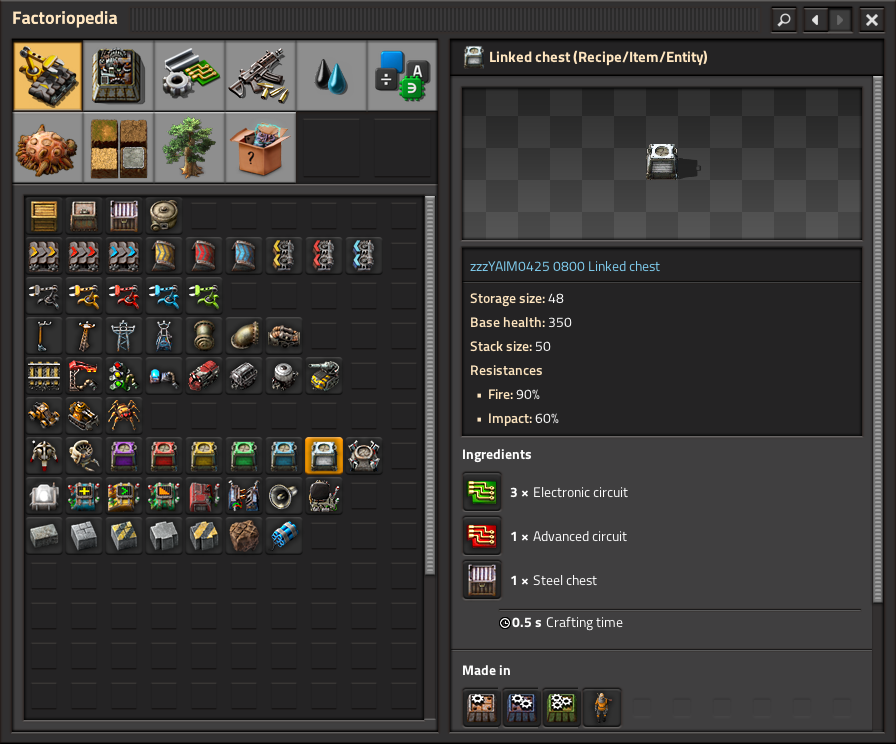 Factoriopedia
Linked chest (Recipe/Item/Entity)
zzzYAIM0425 0800 Linked chest
Storage size: 48
Base health: 350
Stack size: 50
Resistances
▪ Fire: 90%
▪ Impact: 60%
Ingredients
3 × Electronic circuit
1 × Advanced circuit
1 × Steel chest
0.5 s Crafting time
Made in